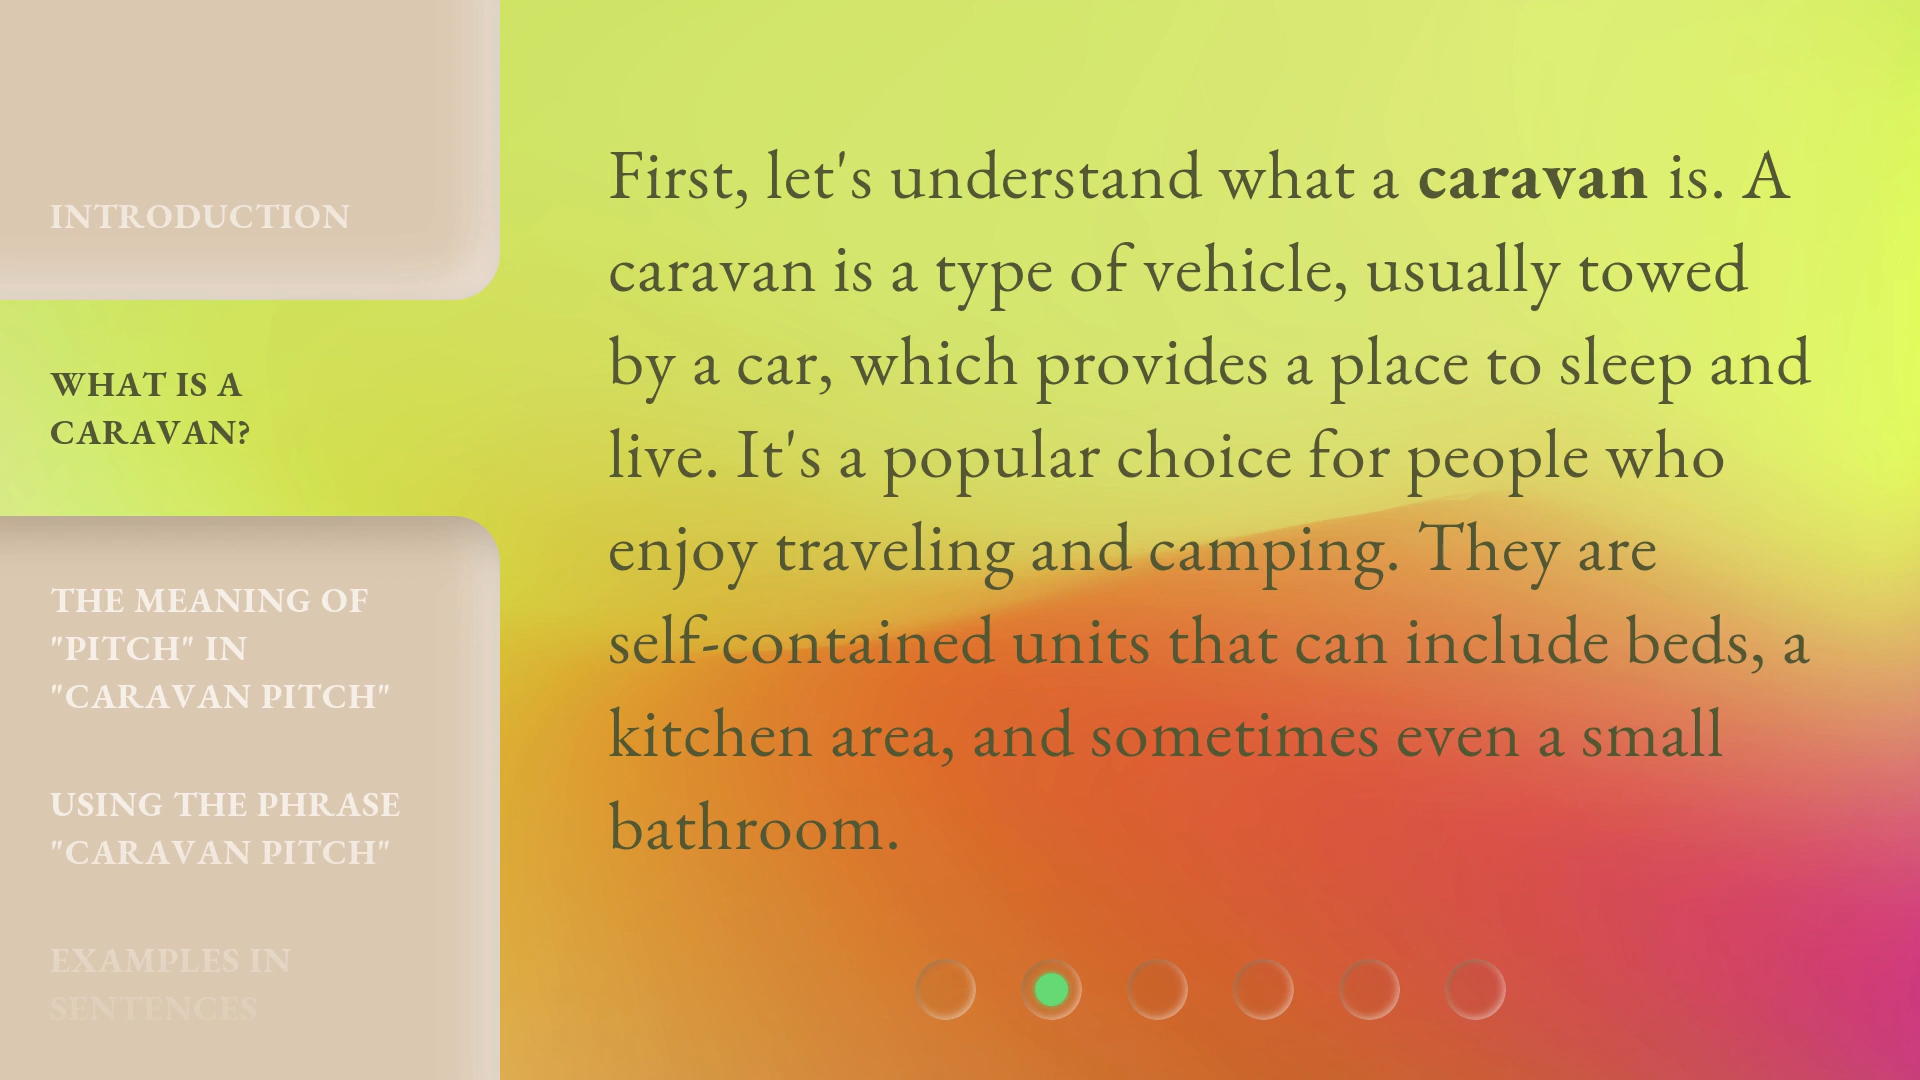 INTRODUCTION
WHAT IS A
CARAVAN?
THE MEANING OF
"PITCH" IN
"CARAVAN PITCH"
USING THE PHRASE
"CARAVAN PITCH"
EXAMPLES IN
SENTENCES
First, let's understand what a caravan is. A
caravan is a type of vehicle, usually towed
by a car, which provides a place to sleep and
live. It's a popular choice for people who
enjoy traveling and camping. They are
self-contained units that can include beds, a
kitchen area, and sometimes even a small
bathroom.